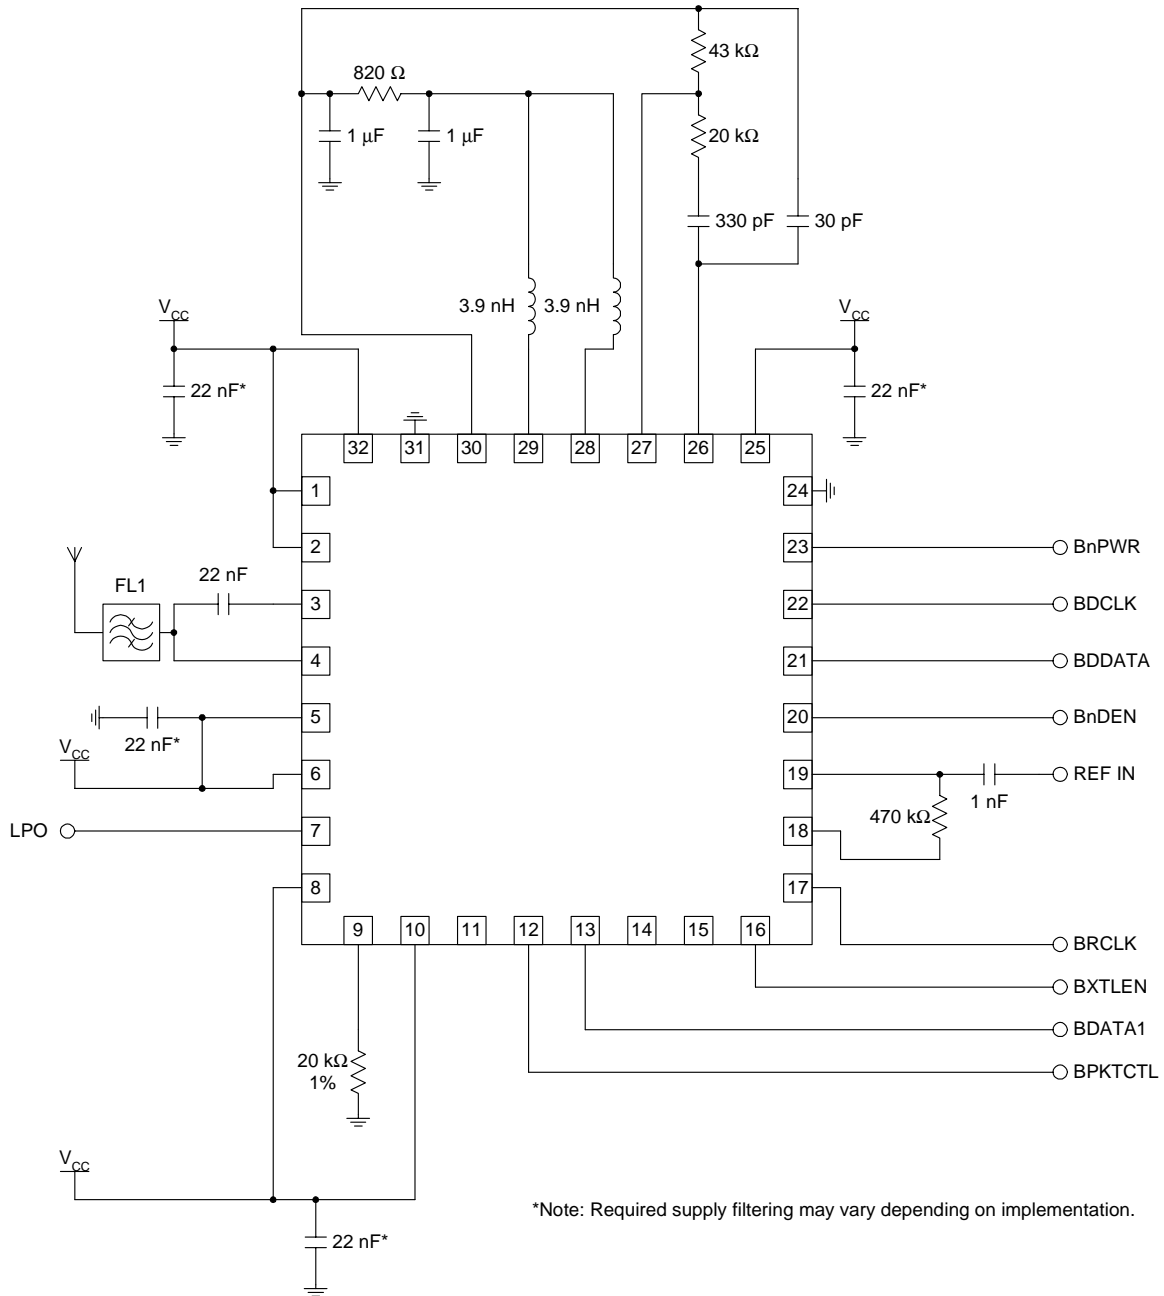 43 kΩ
820 Ω
1 μF
1 μF
20 kΩ
330 pF
30 pF
3.9 nH
3.9 nH
VCC
VCC
22 nF*
22 nF*
32
31
30
29
28
27
26
25
1
24
2
23
BnPWR
22 nF
FL1
3
22
BDCLK
4
21
BDDATA
5
20
BnDEN
22 nF*
VCC
6
19
REF IN
1 nF
470 kΩ
LPO
7
18
8
17
9
10
11
12
13
14
15
16
BRCLK
BXTLEN
BDATA1
20 kΩ
1%
BPKTCTL
VCC
*Note: Required supply filtering may vary depending on implementation.
22 nF*